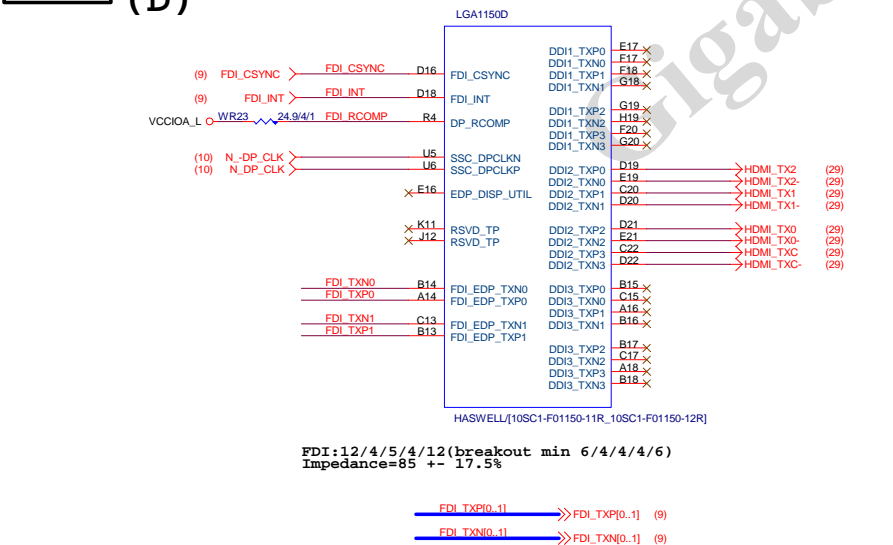 (D)
Gigab
LGA1150D
(9) FDI_CSYNC FDI_CSYNC D16 FDI_CSYNC
(9) FDI_INT FDI_INT D18 FDI_INT
VCCIOA_L WR23 24.9/4/1 FDI_RCOMP R4 DP_RCOMP
(10) N_-DP_CLK U5 SSC_DPCLKN
(10) N_DP_CLK U6 SSC_DPCLKP
E16 EDP_DISP_UTIL
K11 RSVD_TP
J12 RSVD_TP
FDI_TXN0 B14 FDI_EDP_TXN0
FDI_TXP0 A14 FDI_EDP_TXP0
FDI_TXN1 C13 FDI_EDP_TXN1
FDI_TXP1 B13 FDI_EDP_TXP1
DDI1_TXP0 E17
DDI1_TXN0 F17
DDI1_TXP1 F18
DDI1_TXN1 G18
DDI1_TXP2 G19
DDI1_TXN2 H19
DDI1_TXP3 F20
DDI1_TXN3 G20
DDI2_TXP0 D19 HDMI_TX2 (29)
DDI2_TXN0 E19 HDMI_TX2- (29)
DDI2_TXP1 C20 HDMI_TX1 (29)
DDI2_TXN1 D20 HDMI_TX1- (29)
DDI2_TXP2 D21 HDMI_TX0 (29)
DDI2_TXN2 E21 HDMI_TX0- (29)
DDI2_TXP3 C22 HDMI_TXC (29)
DDI2_TXN3 D22 HDMI_TXC- (29)
DDI3_TXP0 B15
DDI3_TXN0 C15
DDI3_TXP1 A16
DDI3_TXN1 B16
DDI3_TXP2 B17
DDI3_TXN2 C17
DDI3_TXP3 A18
DDI3_TXN3 B18
HASWELL/[10SC1-F01150-11R_10SC1-F01150-12R]
FDI:12/4/5/4/12(breakout min 6/4/4/4/6)
Impedance=85 +- 17.5%
FDI_TXP[0..1] FDI_TXP[0..1] (9)
FDI_TXN[0..1] FDI_TXN[0..1] (9)